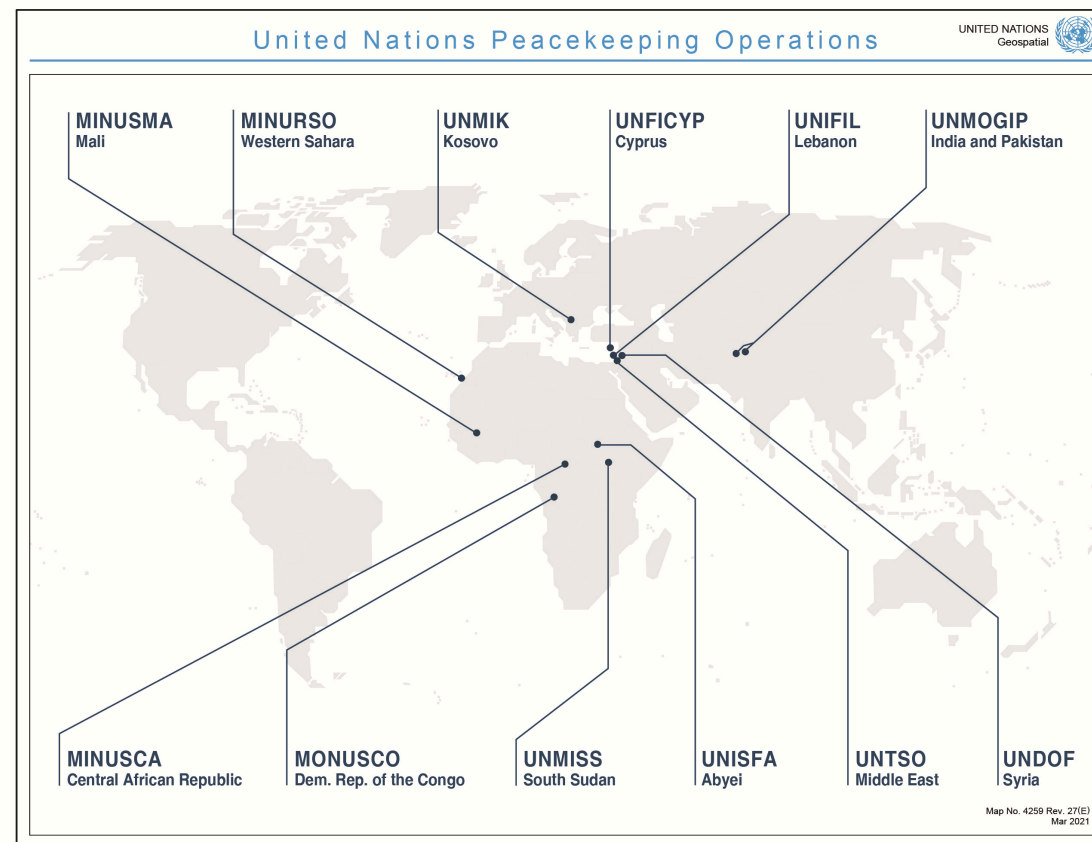 United Nations Peacekeeping Operations
UNITED NATIONS
Geospatial
MINUSMA
Mali
MINURSO
Western Sahara
UNMIK
Kosovo
UNFICYP
Cyprus
UNIFIL
Lebanon
UNMOGIP
India and Pakistan
MINUSCA
Central African Republic
MONUSCO
Dem. Rep. of the Congo
UNMISS
South Sudan
UNISFA
Abyei
UNTSO
Middle East
UNDOF
Syria
Map No. 4259 Rev. 27(E)
Mar 2021